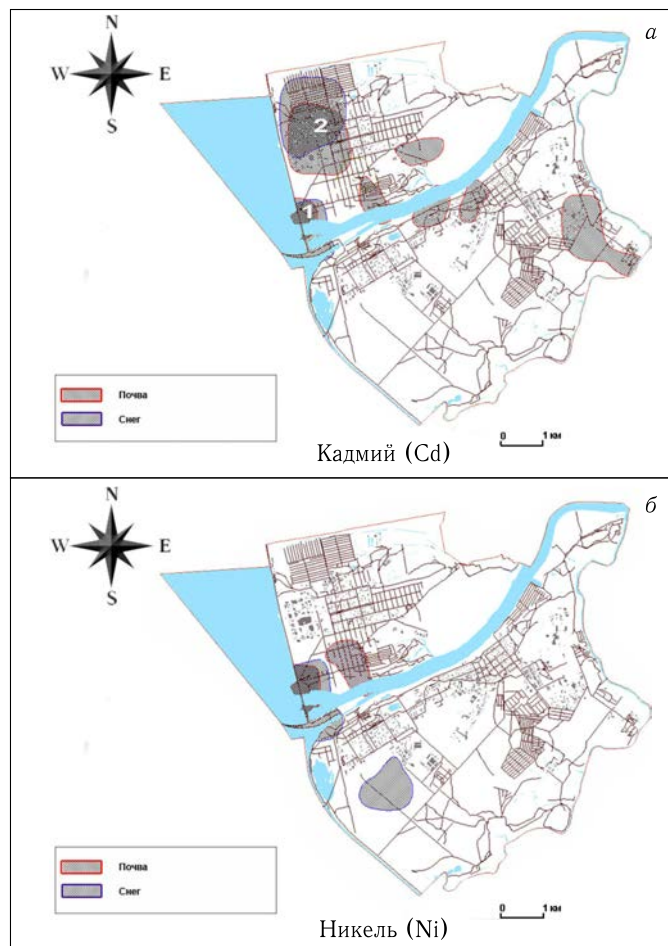 а
N
W E
S
2
1
Почва
Снег
0 1 км
Кадмий (Cd)
б
N
W E
S
Почва
Снег
0 1 км
Никель (Ni)